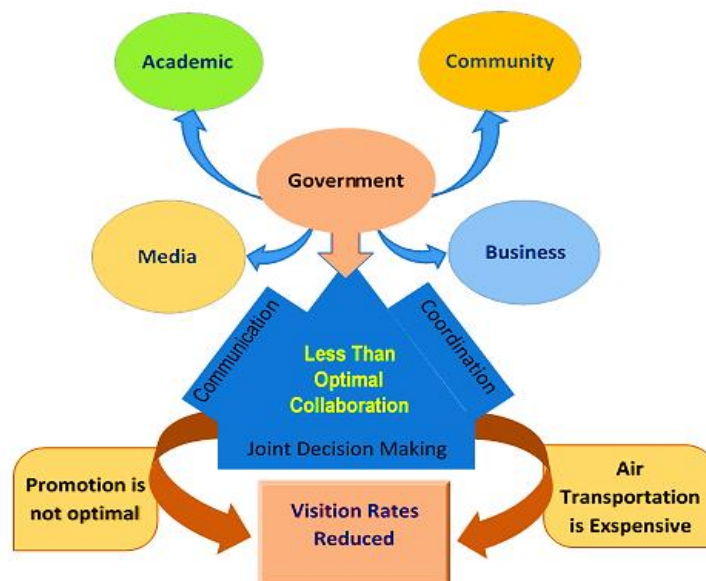 Academic
Community
Government
Media
Business
Communication
Coordination
Less Than
Optimal
Collaboration
Joint Decision Making
Promotion is
not optimal
Air
Transportation
is Exspensive
Visition Rates
Reduced